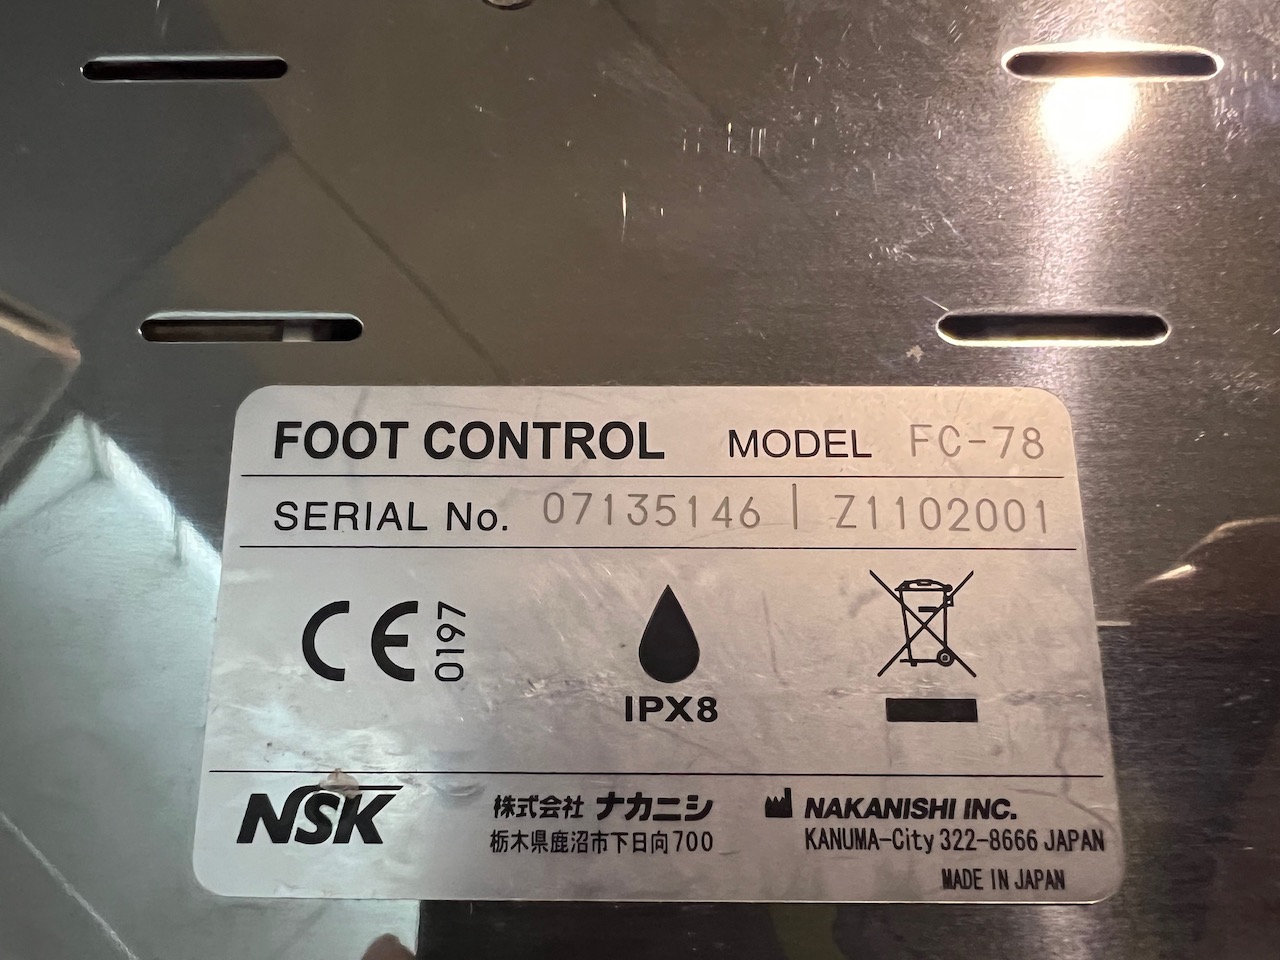 FOOT CONTROL MODEL FC-78
SERIAL No. 07135146 | Z1102001
CE 0197
IPX8
NSK
株式会社 ナカニシ
栃木県鹿沼市下日向700
NAKANISHI INC.
KANUMA-City 322-8666 JAPAN
MADE IN JAPAN